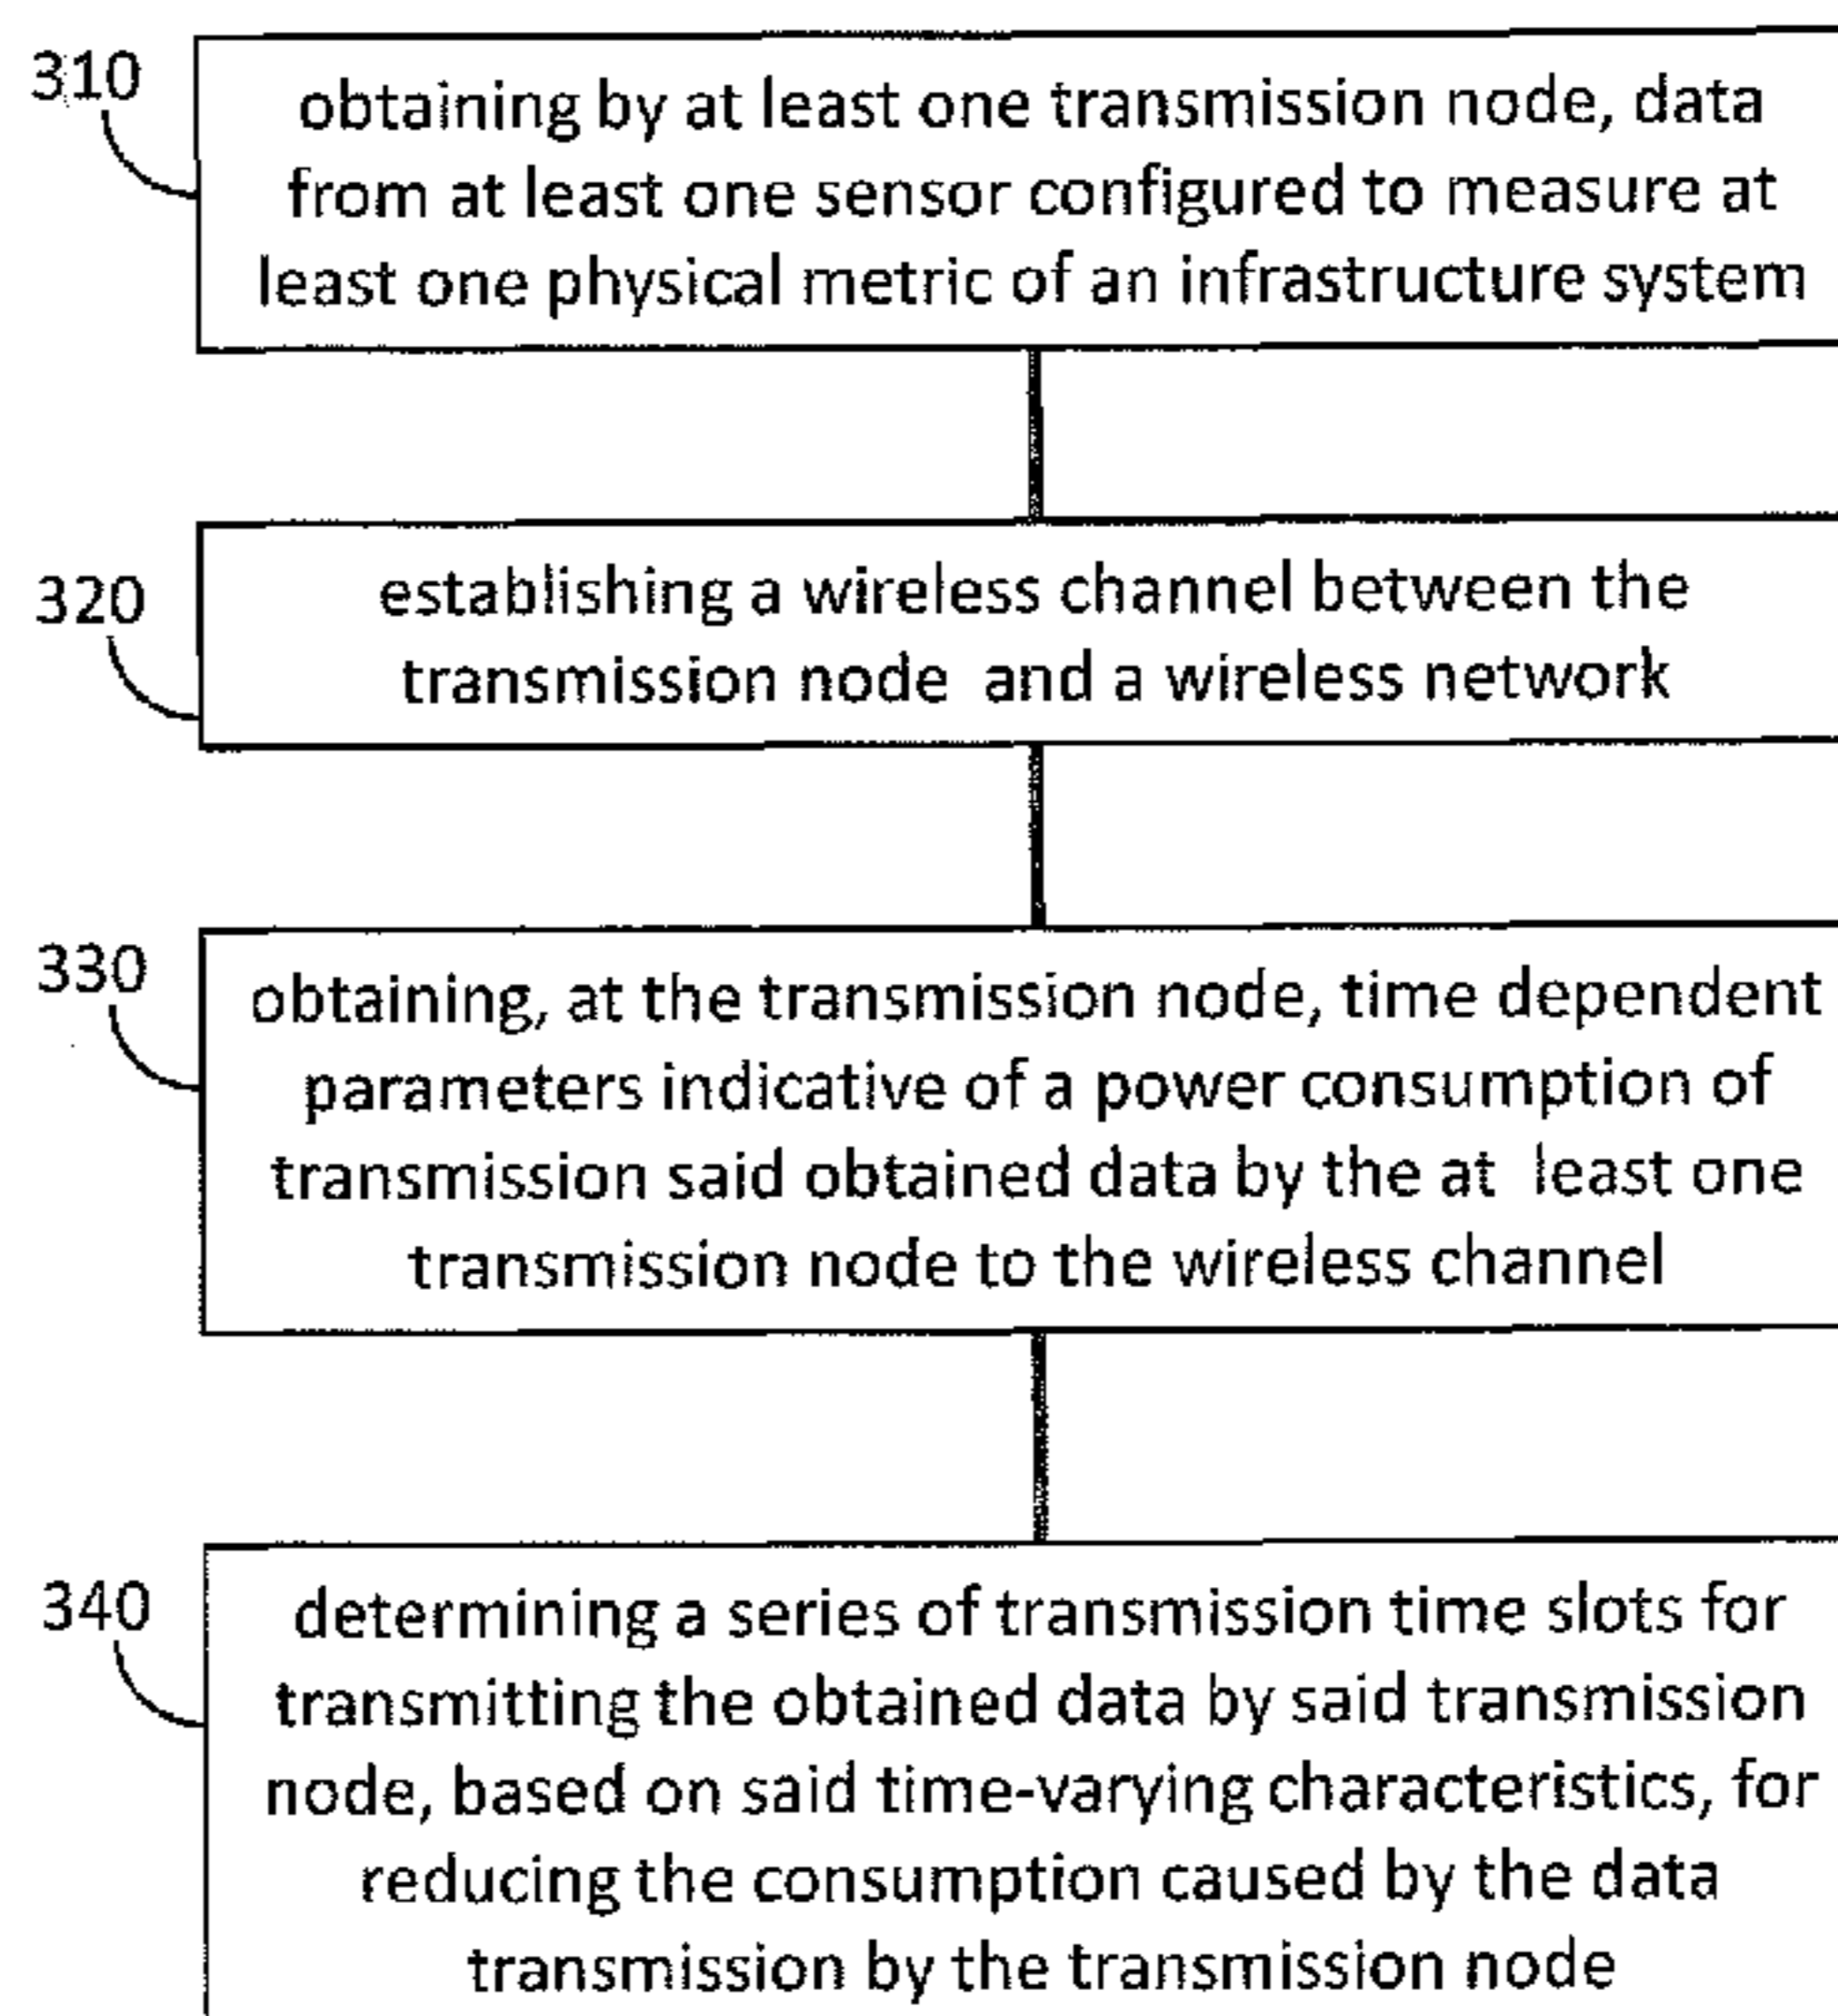 310
obtaining by at least one transmission node, data
from at least one sensor configured to measure at
least one physical metric of an infrastructure system
320
establishing a wireless channel between the
transmission node and a wireless network
330
obtaining, at the transmission node, time dependent
parameters indicative of a power consumption of
transmission said obtained data by the at least one
transmission node to the wireless channel
340
determining a series of transmission time slots for
transmitting the obtained data by said transmission
node, based on said time-varying characteristics, for
reducing the consumption caused by the data
transmission by the transmission node